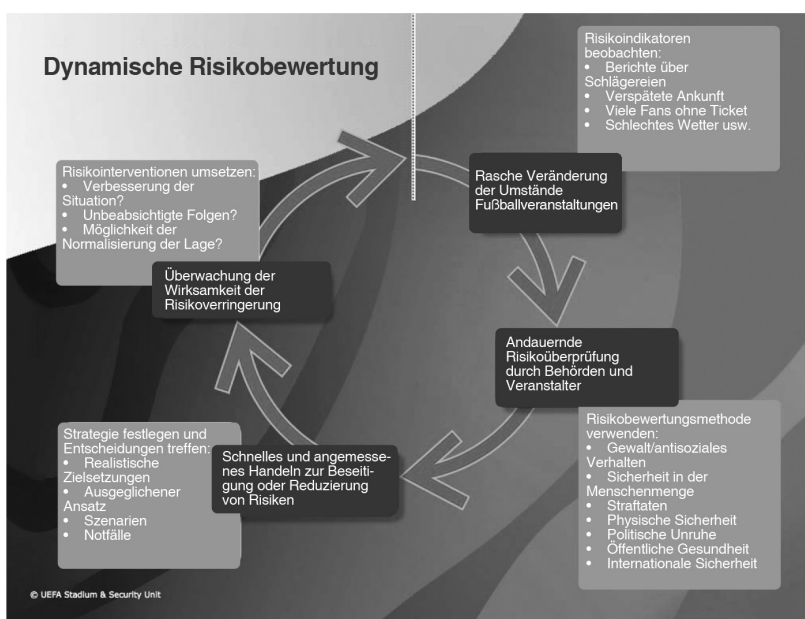 Dynamische Risikobewertung
Risikoindikatoren
beobachten:
• Berichte über
Schlägereien
• Verspätete Ankunft
• Viele Fans ohne Ticket
• Schlechtes Wetter usw.
Rasche Veränderung
der Umstände
Fußballveranstaltungen
Andauernde
Risikoüberprüfung
durch Behörden und
Veranstalter
Risikobewertungsmethode
verwenden:
• Gewalt/antisoziales
Verhalten
• Sicherheit in der
Menschenmenge
• Straftaten
• Physische Sicherheit
• Politische Unruhe
• Öffentliche Gesundheit
• Internationale Sicherheit
Schnelles und angemesse-
nes Handeln zur Beseiti-
gung oder Reduzierung
von Risiken
Strategie festlegen und
Entscheidungen treffen:
• Realistische
Zielsetzungen
• Ausgeglichener
Ansatz
• Szenarien
• Notfälle
Überwachung der
Wirksamkeit der
Risikoverringerung
Risikointerventionen umsetzen:
• Verbesserung der
Situation?
• Unbeabsichtigte Folgen?
• Möglichkeit der
Normalisierung der Lage?
© UEFA Stadium & Security Unit